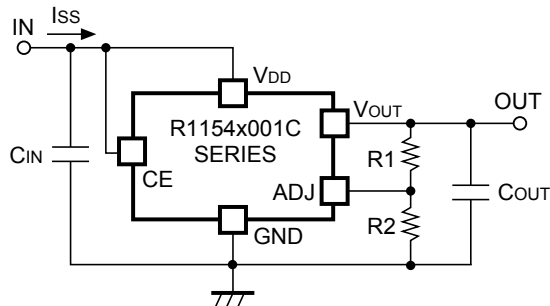 IN
ISS
VDD
R1154x001C
SERIES
VOUT
OUT
CIN
CE
ADJ
R1
R2
COUT
GND